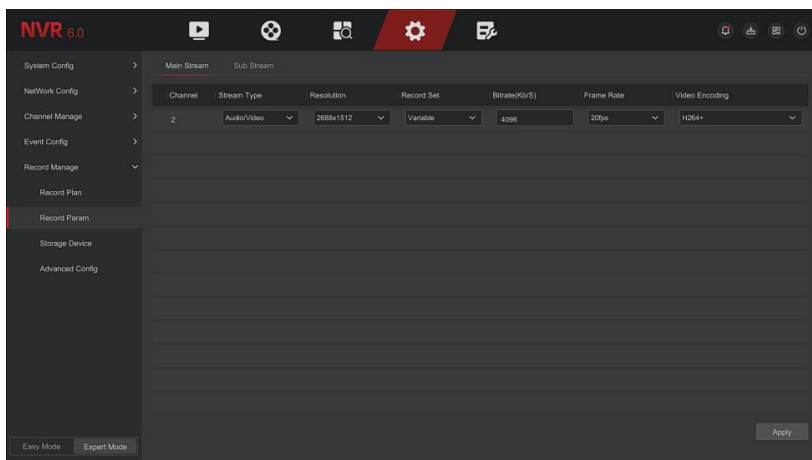 NVR 6.0
System Config
NetWork Config
Channel Manage
Event Config
Record Manage
Record Plan
Record Param
Storage Device
Advanced Config
Easy Mode Expert Mode
Main Stream Sub Stream
Channel Stream Type Resolution Record Set Bitrate(Kb/S) Frame Rate Video Encoding
2 Audio/Video 2688x1512 Variable 4096 20fps H264+
Apply